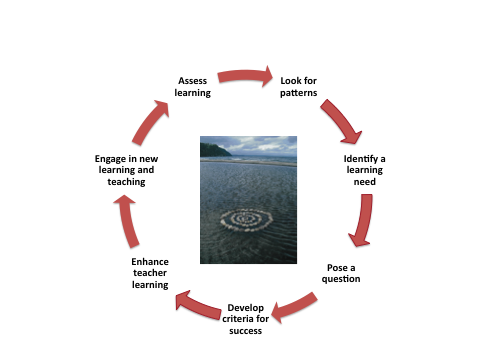 Assess
learning
Look for
patterns
Identify a
learning
need
Pose a
question
Develop
criteria for
success
Enhance
teacher
learning
Engage in new
learning and
teaching